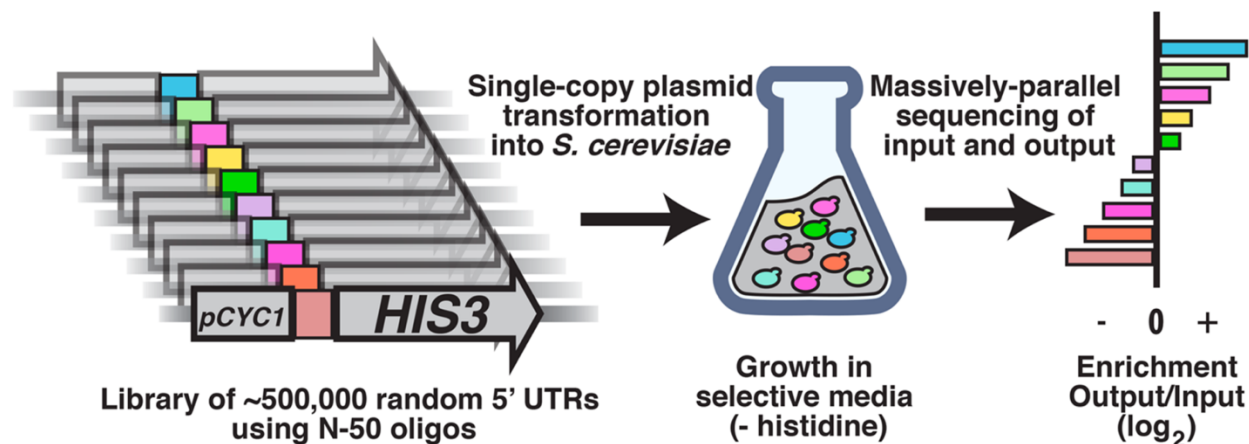 pCYC1
HIS3
Library of ~500,000 random 5' UTRs
using N-50 oligos
Single-copy plasmid
transformation
into S. cerevisiae
Growth in
selective media
(- histidine)
Massively-parallel
sequencing of
input and output
- 0 +
Enrichment
Output/Input
(log₂)